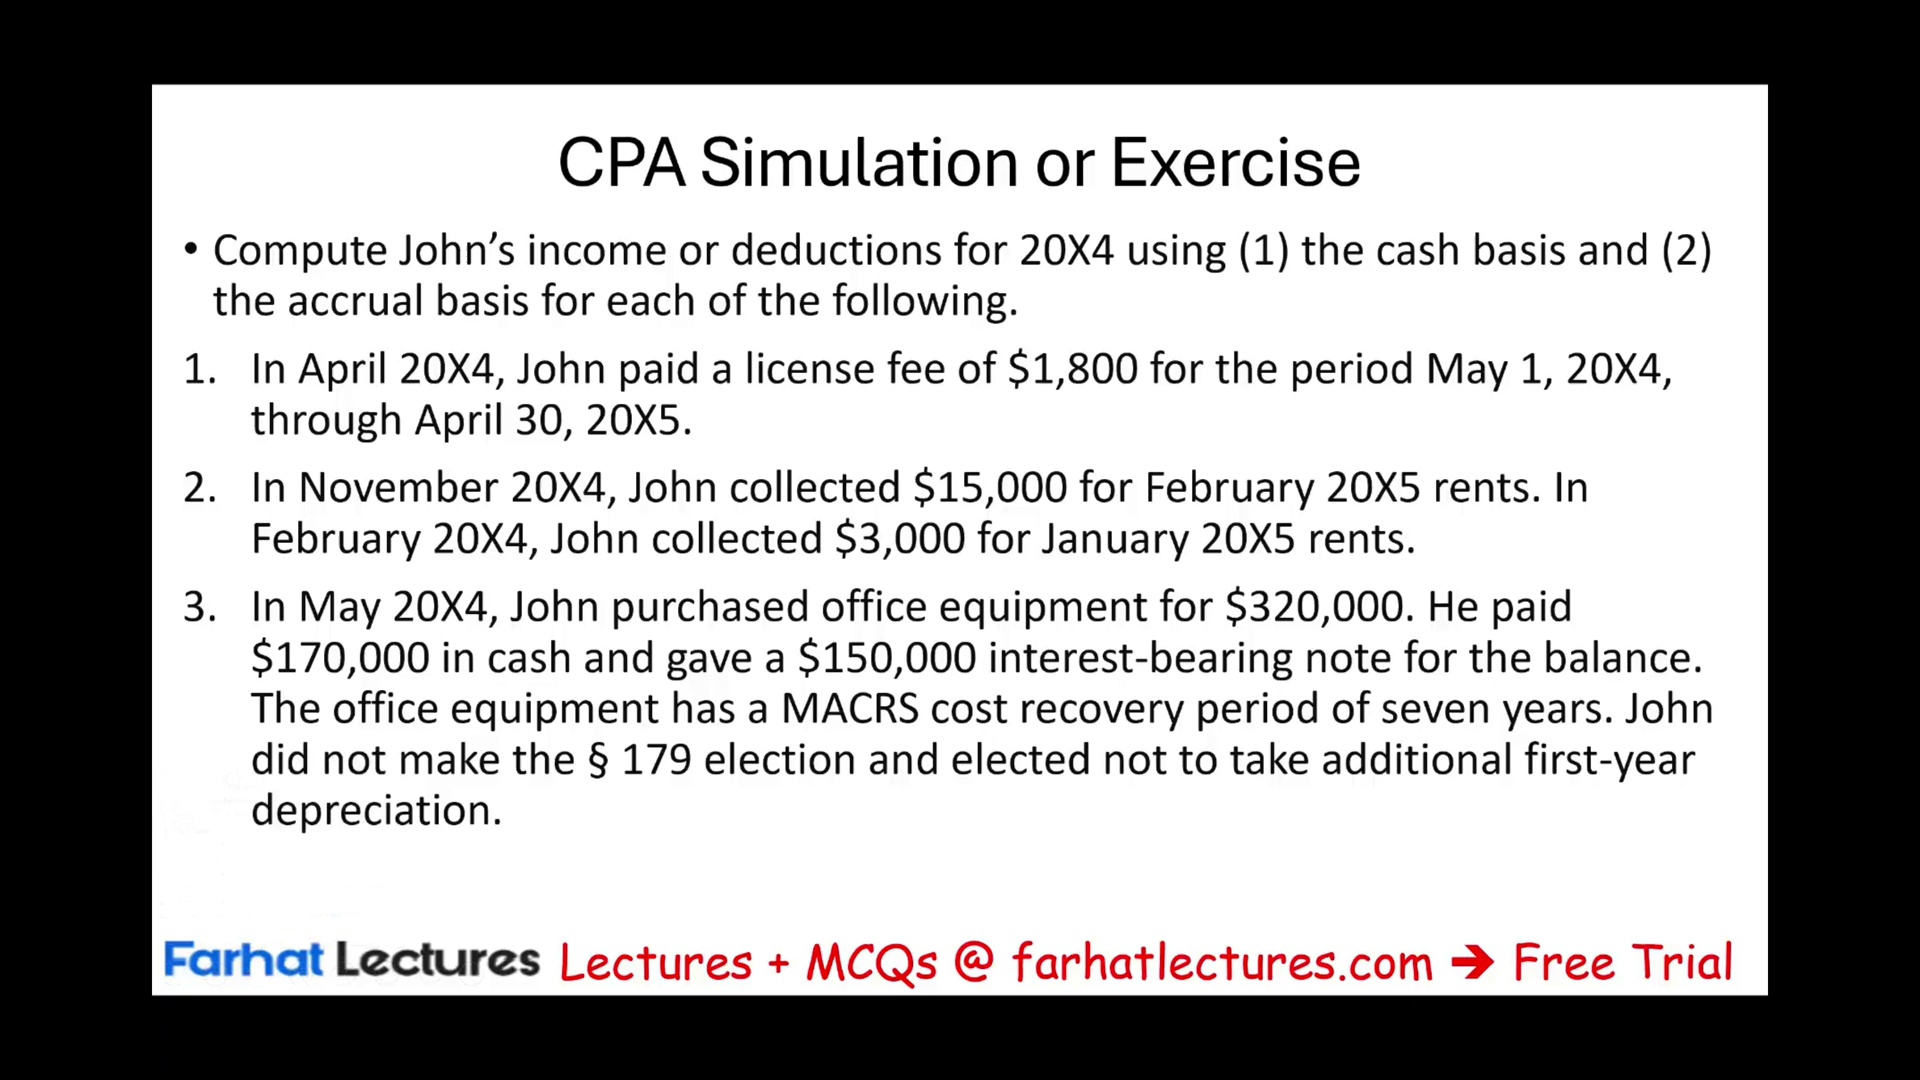 CPA Simulation or Exercise
• Compute John’s income or deductions for 20X4 using (1) the cash basis and (2)
the accrual basis for each of the following.
1. In April 20X4, John paid a license fee of $1,800 for the period May 1, 20X4,
through April 30, 20X5.
2. In November 20X4, John collected $15,000 for February 20X5 rents. In
February 20X4, John collected $3,000 for January 20X5 rents.
3. In May 20X4, John purchased office equipment for $320,000. He paid
$170,000 in cash and gave a $150,000 interest-bearing note for the balance.
The office equipment has a MACRS cost recovery period of seven years. John
did not make the § 179 election and elected not to take additional first-year
depreciation.
Farhat Lectures Lectures + MCQs @ farhatlectures.com ➔ Free Trial